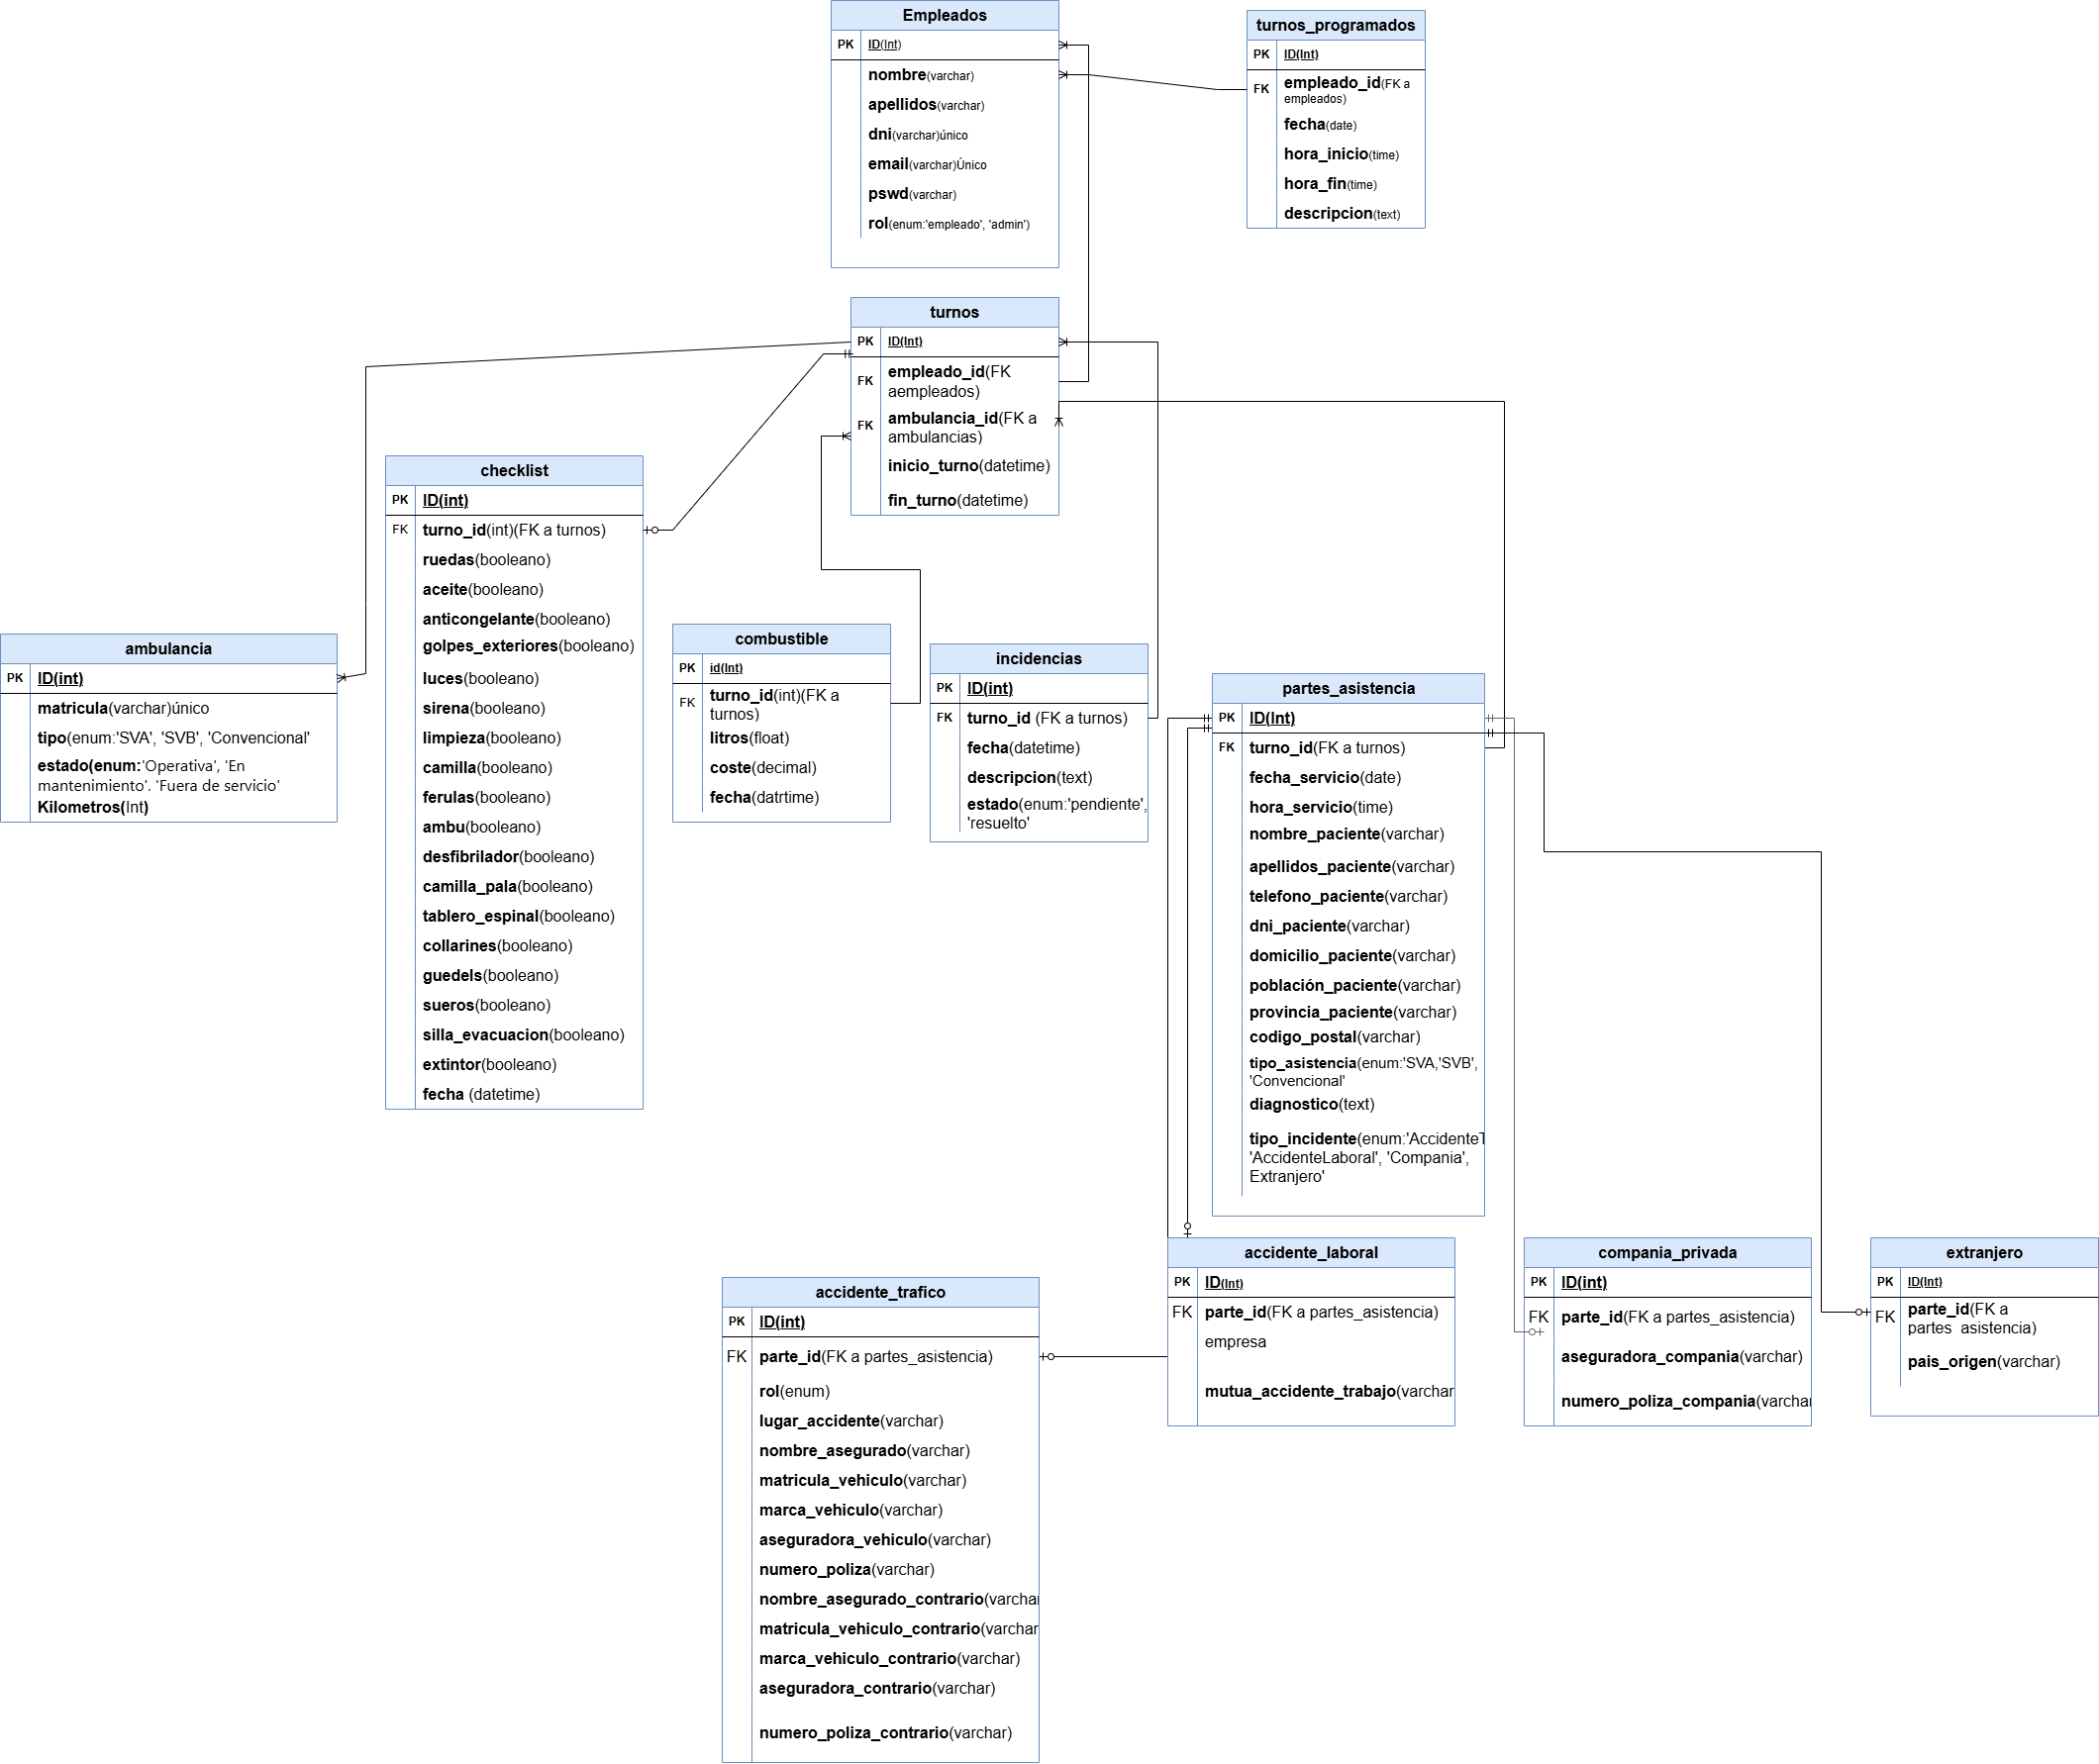 Empleados
PK ID(Int)
nombre(varchar)
apellidos(varchar)
dni(varchar)único
email(varchar)Único
pswd(varchar)
rol(enum:'empleado', 'admin')
turnos_programados
PK ID(Int)
FK empleado_id(FK a
empleados)
fecha(date)
hora_inicio(time)
hora_fin(time)
descripcion(text)
turnos
PK ID(Int)
FK empleado_id(FK
aempleados)
FK ambulancia_id(FK a
ambulancias)
inicio_turno(datetime)
fin_turno(datetime)
checklist
PK ID(int)
FK turno_id(int)(FK a turnos)
ruedas(booleano)
aceite(booleano)
anticongelante(booleano)
golpes_exteriores(booleano)
luces(booleano)
sirena(booleano)
limpieza(booleano)
camilla(booleano)
ferulas(booleano)
ambu(booleano)
desfibrilador(booleano)
camilla_pala(booleano)
tablero_espinal(booleano)
collarines(booleano)
guedels(booleano)
sueros(booleano)
silla_evacuacion(booleano)
extintor(booleano)
fecha (datetime)
ambulancia
PK ID(int)
matricula(varchar)único
tipo(enum:'SVA', 'SVB', 'Convencional'
estado(enum:'Operativa', 'En
mantenimiento'. 'Fuera de servicio'
Kilometros(Int)
combustible
PK id(Int)
FK turno_id(int)(FK a
turnos)
litros(float)
coste(decimal)
fecha(datrtime)
incidencias
PK ID(int)
FK turno_id (FK a turnos)
fecha(datetime)
descripcion(text)
estado(enum:'pendiente',
'resuelto'
partes_asistencia
PK ID(Int)
FK turno_id(FK a turnos)
fecha_servicio(date)
hora_servicio(time)
nombre_paciente(varchar)
apellidos_paciente(varchar)
telefono_paciente(varchar)
dni_paciente(varchar)
domicilio_paciente(varchar)
población_paciente(varchar)
provincia_paciente(varchar)
codigo_postal(varchar)
tipo_asistencia(enum:'SVA,'SVB',
'Convencional'
diagnostico(text)
tipo_incidente(enum:'AccidenteT
'AccidenteLaboral', 'Compania',
Extranjero'
accidente_trafico
PK ID(int)
FK parte_id(FK a partes_asistencia)
rol(enum)
lugar_accidente(varchar)
nombre_asegurado(varchar)
matricula_vehiculo(varchar)
marca_vehiculo(varchar)
aseguradora_vehiculo(varchar)
numero_poliza(varchar)
nombre_asegurado_contrario(varchar
matricula_vehiculo_contrario(varchar
marca_vehiculo_contrario(varchar)
aseguradora_contrario(varchar)
numero_poliza_contrario(varchar)
accidente_laboral
PK ID(Int)
FK parte_id(FK a partes_asistencia)
empresa
mutua_accidente_trabajo(varchar
compania_privada
PK ID(int)
FK parte_id(FK a partes_asistencia)
aseguradora_compania(varchar)
numero_poliza_compania(varchar
extranjero
PK ID(Int)
FK parte_id(FK a
partes_asistencia)
pais_origen(varchar)